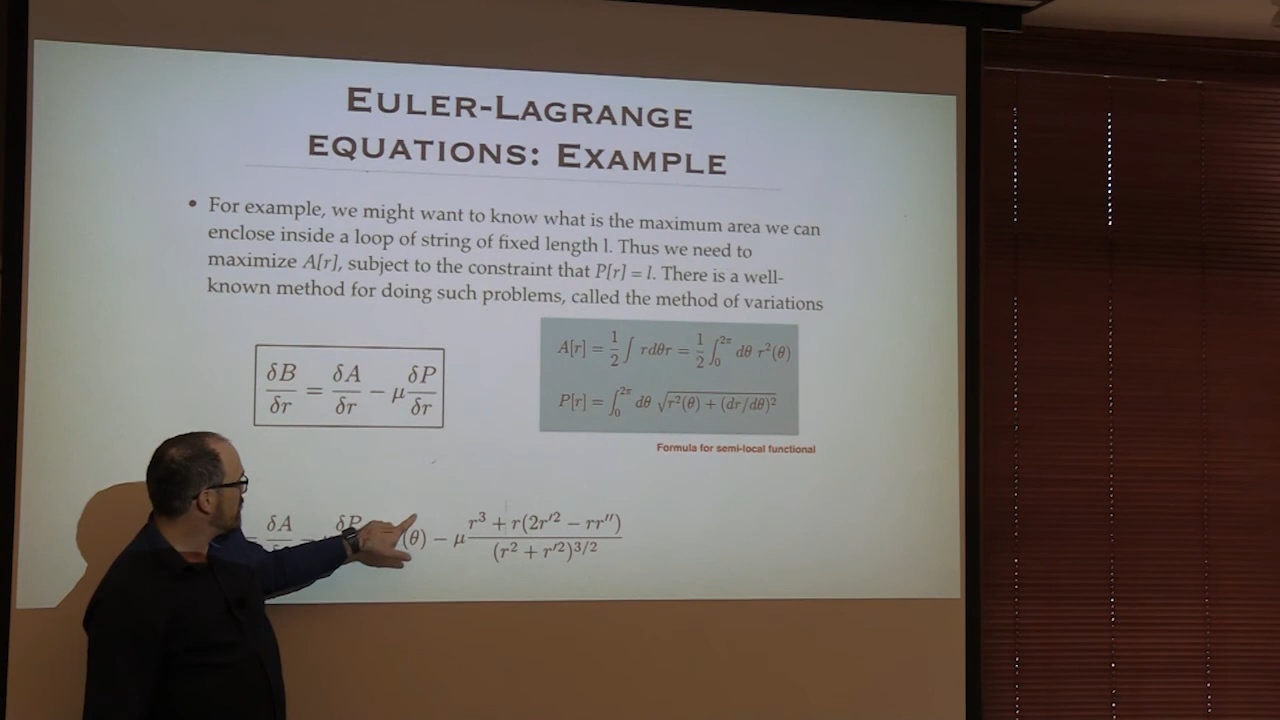 EULER-LAGRANGE
EQUATIONS: EXAMPLE
• For example, we might want to know what is the maximum area we can
enclose inside a loop of string of fixed length l. Thus we need to
maximize A[r], subject to the constraint that P[r] = l. There is a well-
known method for doing such problems, called the method of variations
δB/δr = δA/δr − μ δP/δr
A[r] = 1/2 ∫ rdθr = 1/2 ∫₀^{2π} dθ r²(θ)
P[r] = ∫₀^{2π} dθ √(r²(θ) + (dr/dθ)²)
Formula for semi-local functional
δA δP (θ) − μ (r³ + r(2r′² − rr″))/((r² + r′²)^{3/2})